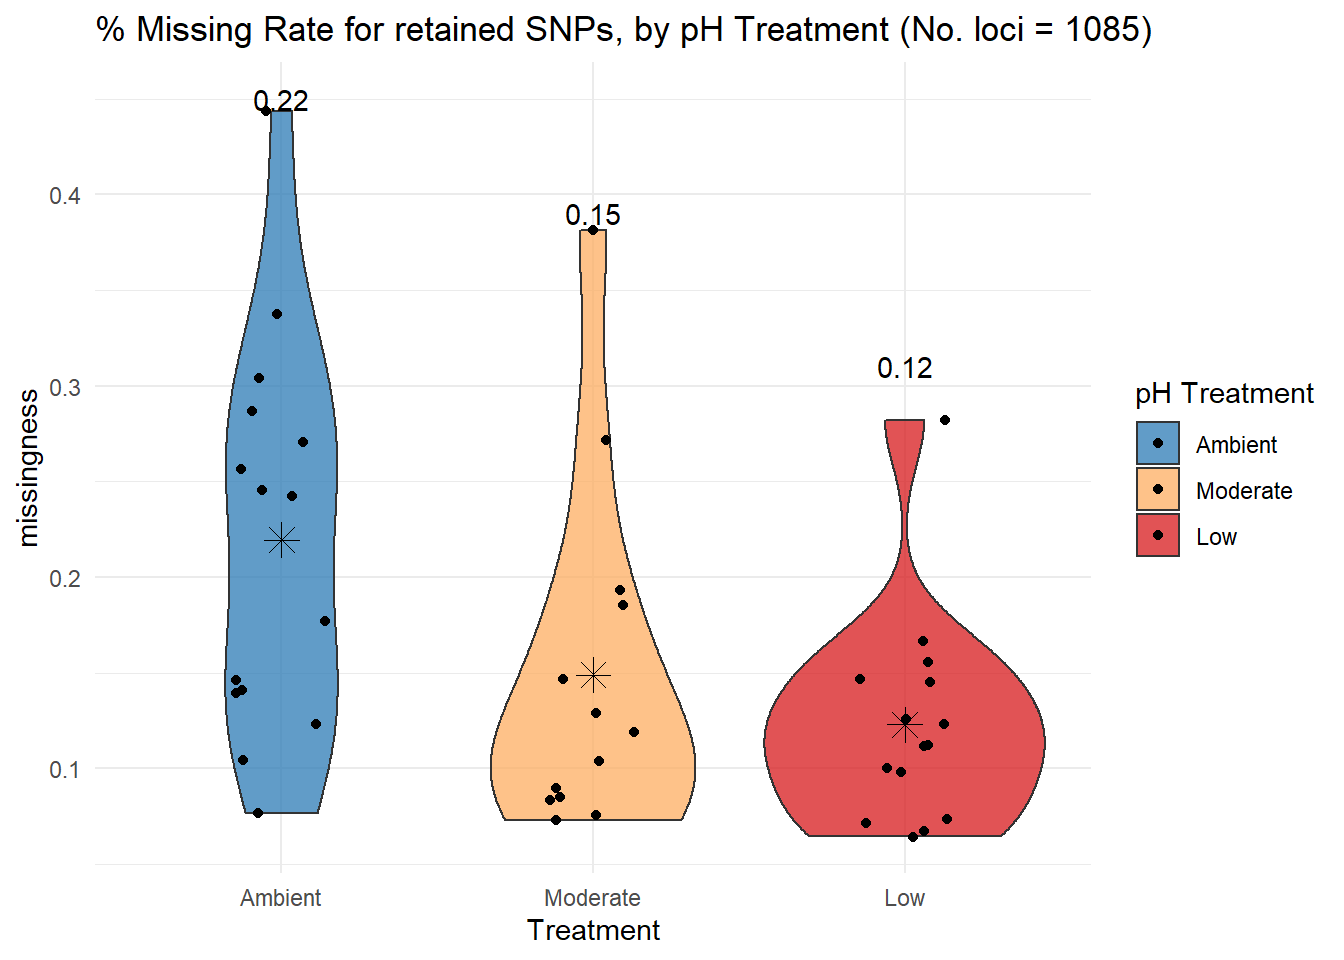 % Missing Rate for retained SNPs, by pH Treatment (No. loci = 1085)
0.22
0.15
0.12
0.4
0.3
0.2
0.1
missingness
Ambient
Moderate
Low
Treatment
pH Treatment
Ambient
Moderate
Low